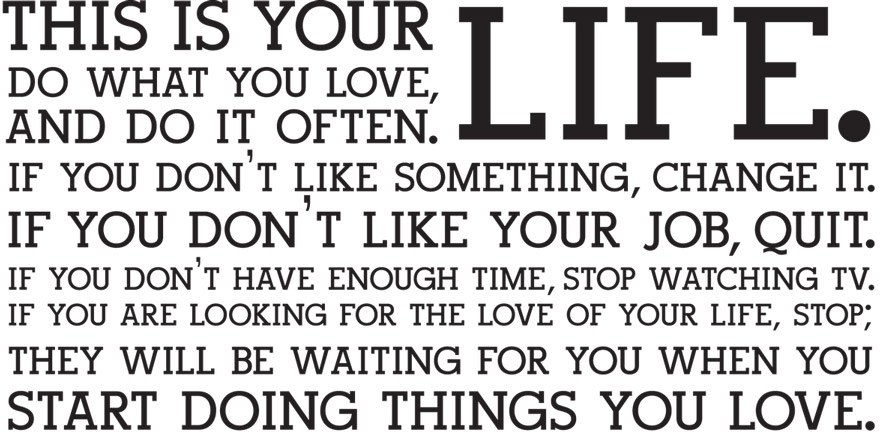 THIS IS YOUR LIFE.
DO WHAT YOU LOVE,
AND DO IT OFTEN.
IF YOU DON'T LIKE SOMETHING, CHANGE IT.
IF YOU DON'T LIKE YOUR JOB, QUIT.
IF YOU DON'T HAVE ENOUGH TIME, STOP WATCHING TV.
IF YOU ARE LOOKING FOR THE LOVE OF YOUR LIFE, STOP;
THEY WILL BE WAITING FOR YOU WHEN YOU
START DOING THINGS YOU LOVE.